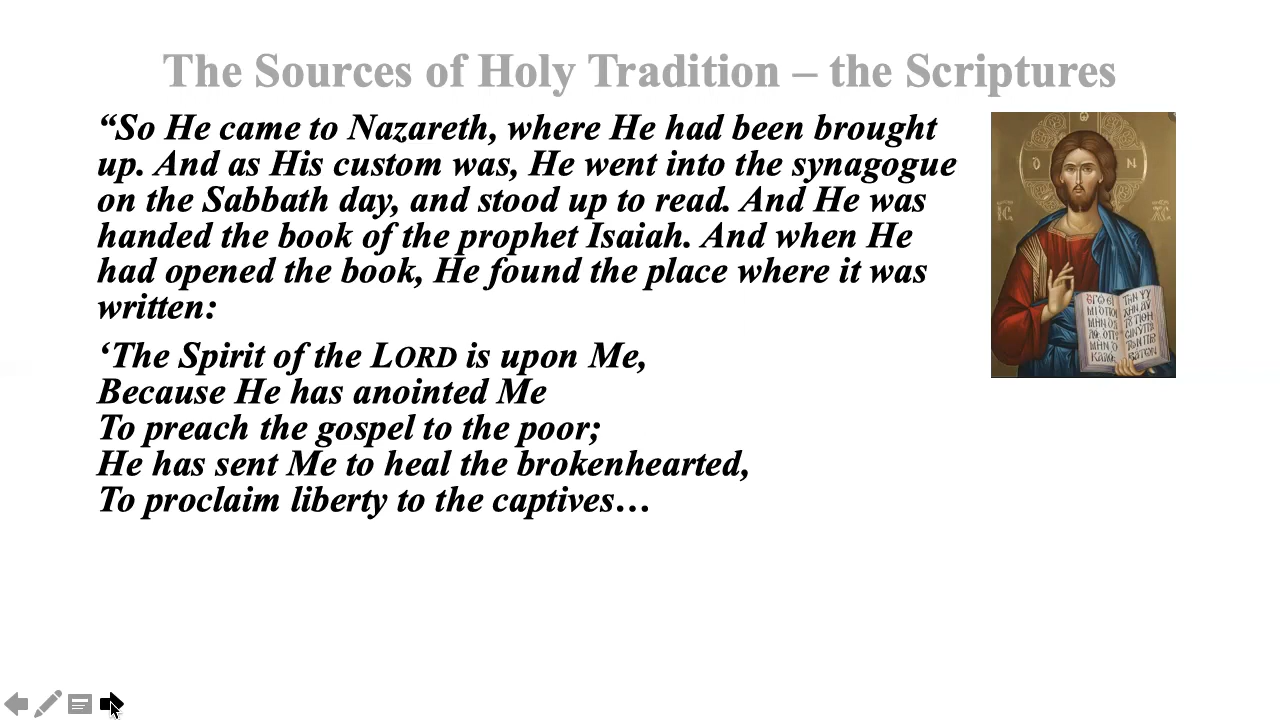 The Sources of Holy Tradition – the Scriptures
“So He came to Nazareth, where He had been brought
up. And as His custom was, He went into the synagogue
on the Sabbath day, and stood up to read. And He was
handed the book of the prophet Isaiah. And when He
had opened the book, He found the place where it was
written:
‘The Spirit of the LORD is upon Me,
Because He has anointed Me
To preach the gospel to the poor;
He has sent Me to heal the brokenhearted,
To proclaim liberty to the captives…